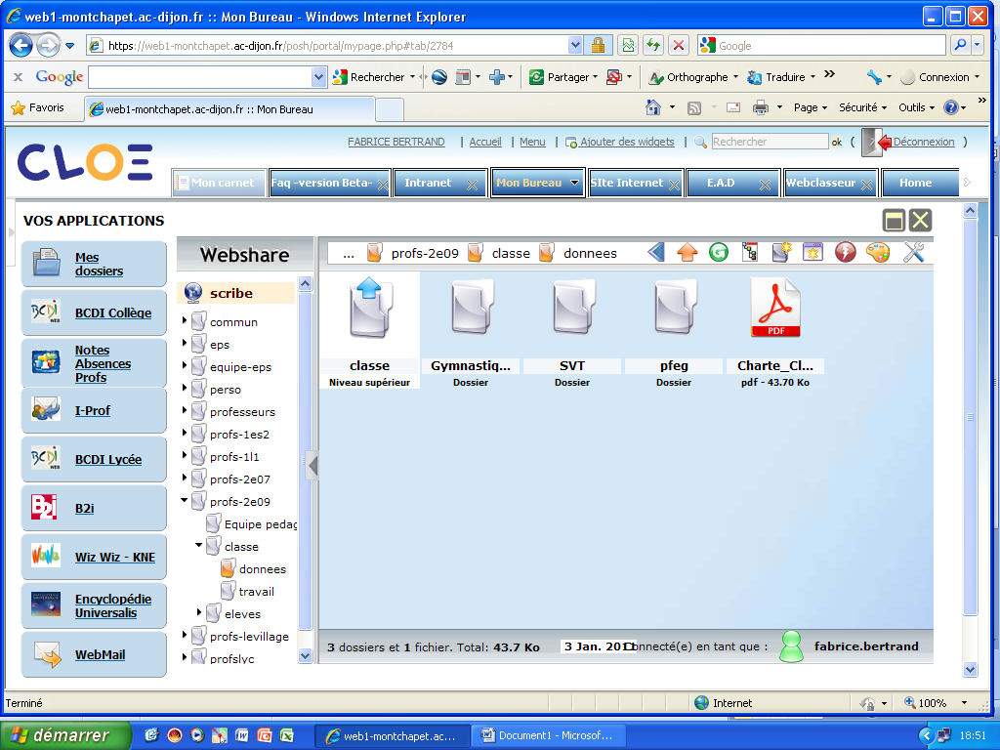 web1-montchapet.ac-dijon.fr :: Mon Bureau - Windows Internet Explorer
https://web1-montchapet.ac-dijon.fr/posh/portal/mypage.php#tab/2784
Google
x Google Rechercher Partager Orthographe Traduire » Connexion
Favoris web1-montchapet.ac-dijon.fr :: Mon Bureau Page Sécurité Outils »
CLOE
FABRICE BERTRAND | Accueil | Menu | Ajouter des widgets | Rechercher ok ( Déconnexion )
Mon carnet Faq -version Beta- Intranet Mon Bureau SIte Internet E.A.D Webclasseur Home
VOS APPLICATIONS
Mes dossiers
BCDI Collège
Notes Absences Profs
I-Prof
BCDI Lycée
B2i
Wiz Wiz - KNE
Encyclopédie Universalis
WebMail
Webshare
scribe
commun
eps
equipe-eps
perso
professeurs
profs-1es2
profs-1l1
profs-2e07
profs-2e09
Equipe pedag
classe
donnees
travail
eleves
profs-levillage
profslyc
... profs-2e09 classe donnees
classe
Niveau supérieur
Gymnastiq...
Dossier
SVT
Dossier
pfeg
Dossier
PDF
Charte_Cl...
pdf - 43.70 Ko
3 dossiers et 1 fichier. Total: 43.7 Ko 3 Jan. 2011 Connecté(e) en tant que : fabrice.bertrand
Terminé Internet 100%
démarrer web1-montchapet.ac... Document1 - Microsof... 18:51